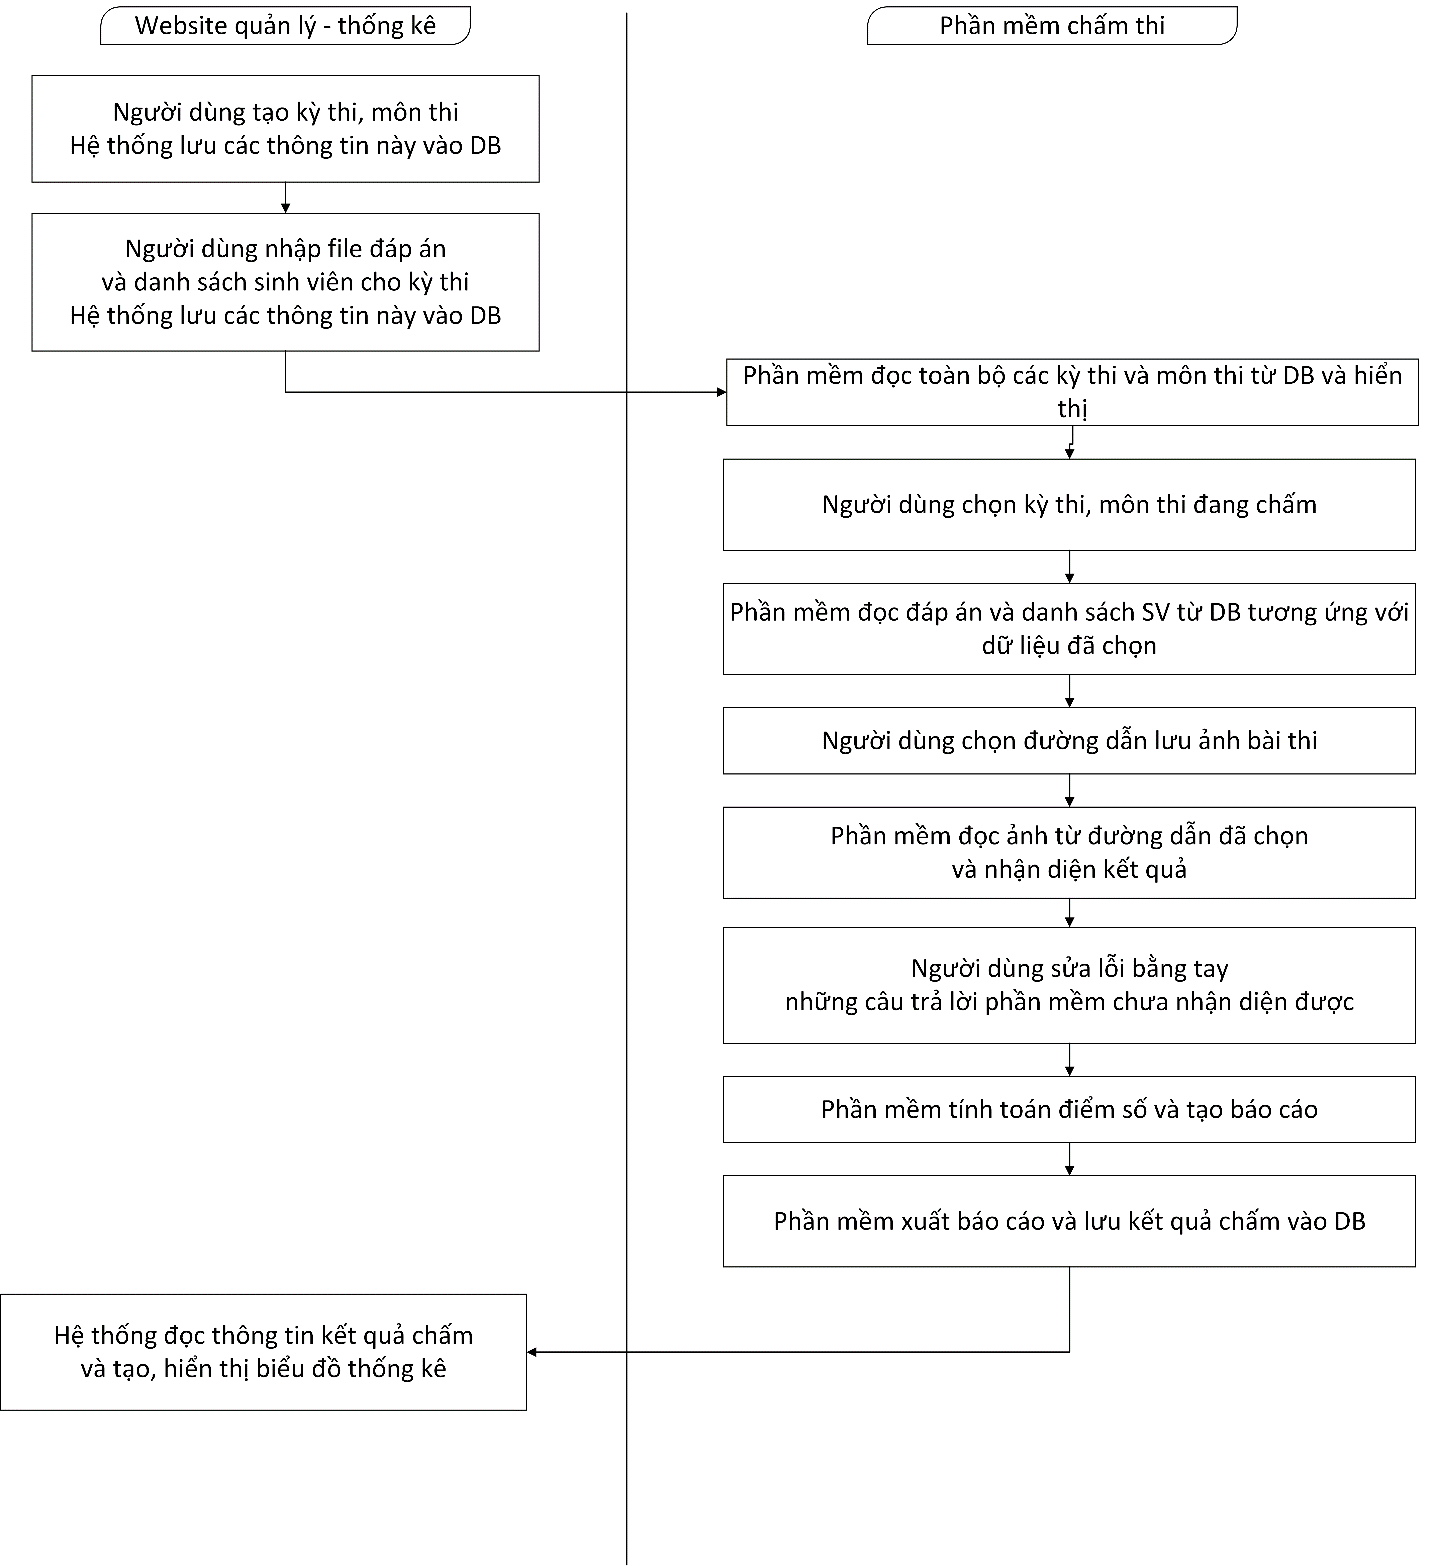 Website quản lý - thống kê
Phần mềm chấm thi
Người dùng tạo kỳ thi, môn thi
Hệ thống lưu các thông tin này vào DB
Người dùng nhập file đáp án
và danh sách sinh viên cho kỳ thi
Hệ thống lưu các thông tin này vào DB
Phần mềm đọc toàn bộ các kỳ thi và môn thi từ DB và hiển
thị
Người dùng chọn kỳ thi, môn thi đang chấm
Phần mềm đọc đáp án và danh sách SV từ DB tương ứng với
dữ liệu đã chọn
Người dùng chọn đường dẫn lưu ảnh bài thi
Phần mềm đọc ảnh từ đường dẫn đã chọn
và nhận diện kết quả
Người dùng sửa lỗi bằng tay
những câu trả lời phần mềm chưa nhận diện được
Phần mềm tính toán điểm số và tạo báo cáo
Phần mềm xuất báo cáo và lưu kết quả chấm vào DB
Hệ thống đọc thông tin kết quả chấm
và tạo, hiển thị biểu đồ thống kê